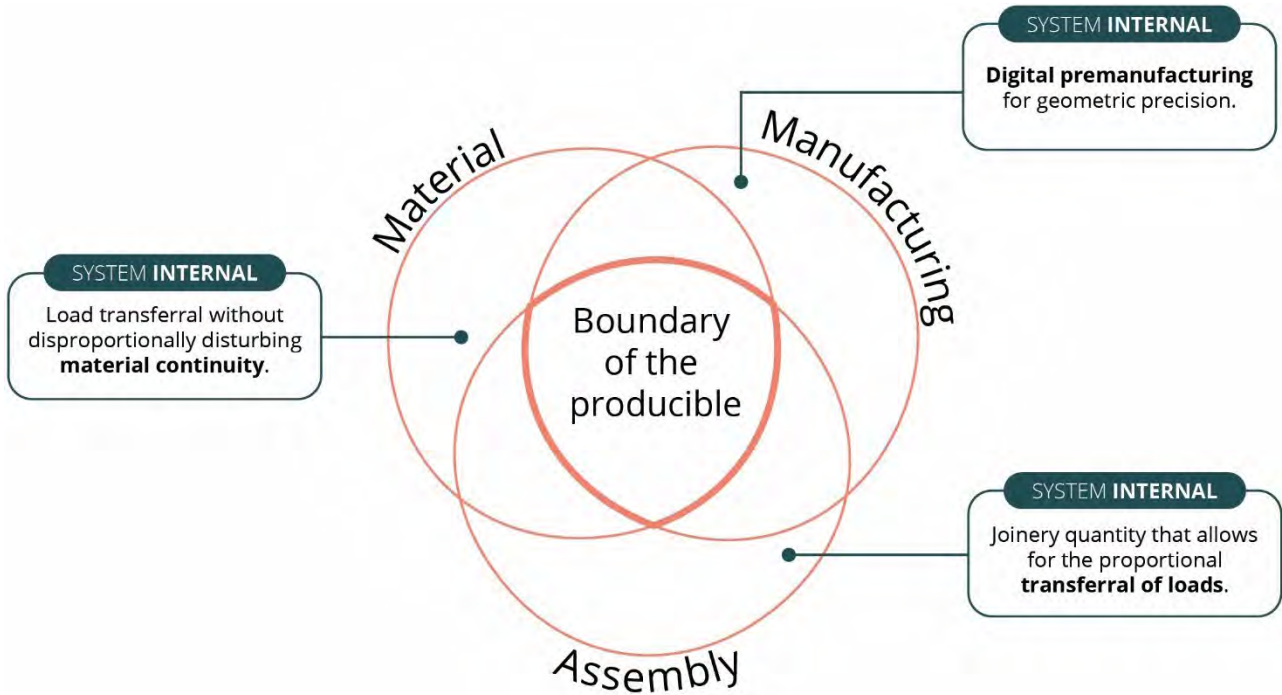 SYSTEM INTERNAL
Digital premanufacturing
for geometric precision.
Material
Manufacturing
SYSTEM INTERNAL
Load transferral without
disproportionally disturbing
material continuity.
Boundary
of the
producible
SYSTEM INTERNAL
Joinery quantity that allows
for the proportional
transferral of loads.
Assembly